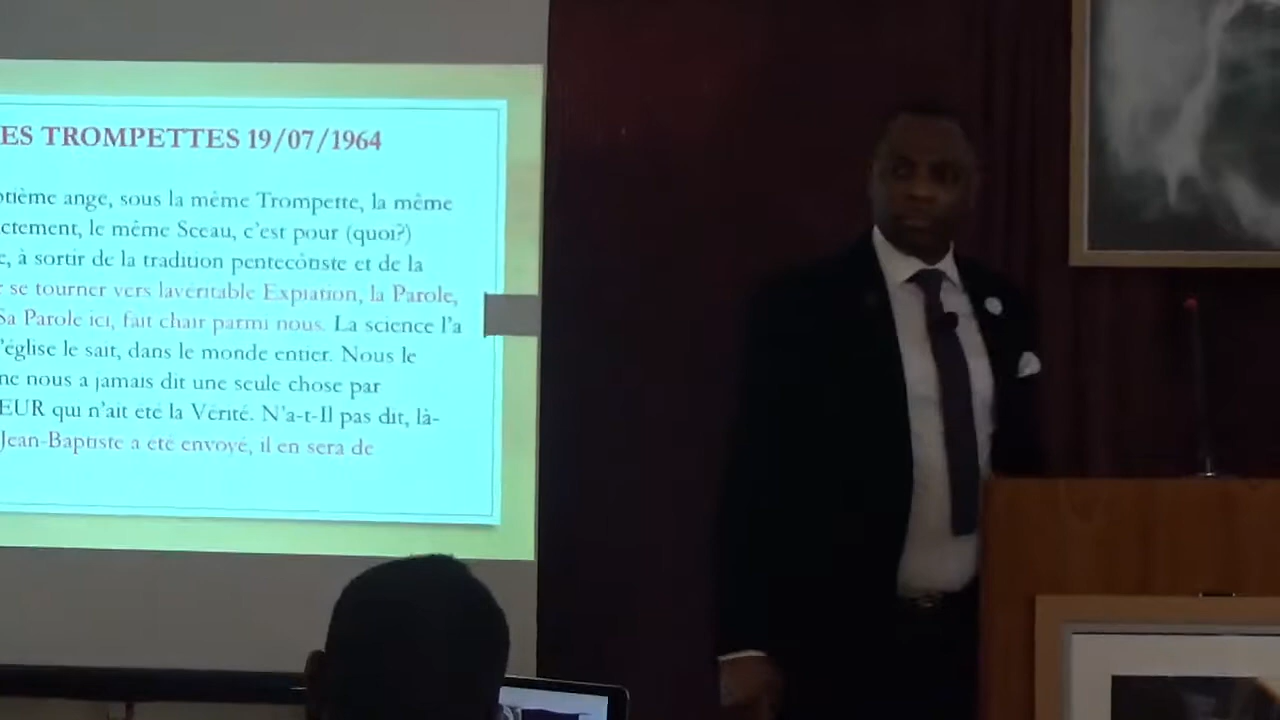 ES TROMPETTES 19/07/1964
tième ange, sous la même Trompette, la même
ctement, le même Sceau, c'est pour (quoi?)
, à sortir de la tradition pentecôtiste et de la
se tourner vers lavéritable Expiation, la Parole,
Sa Parole ici, fait chair parmi nous. La science l'a
'église le sait, dans le monde entier. Nous le
ne nous a jamais dit une seule chose par
EUR qui n'ait été la Vérité. N'a-t-Il pas dit, là-
Jean-Baptiste a été envoyé, il en sera de